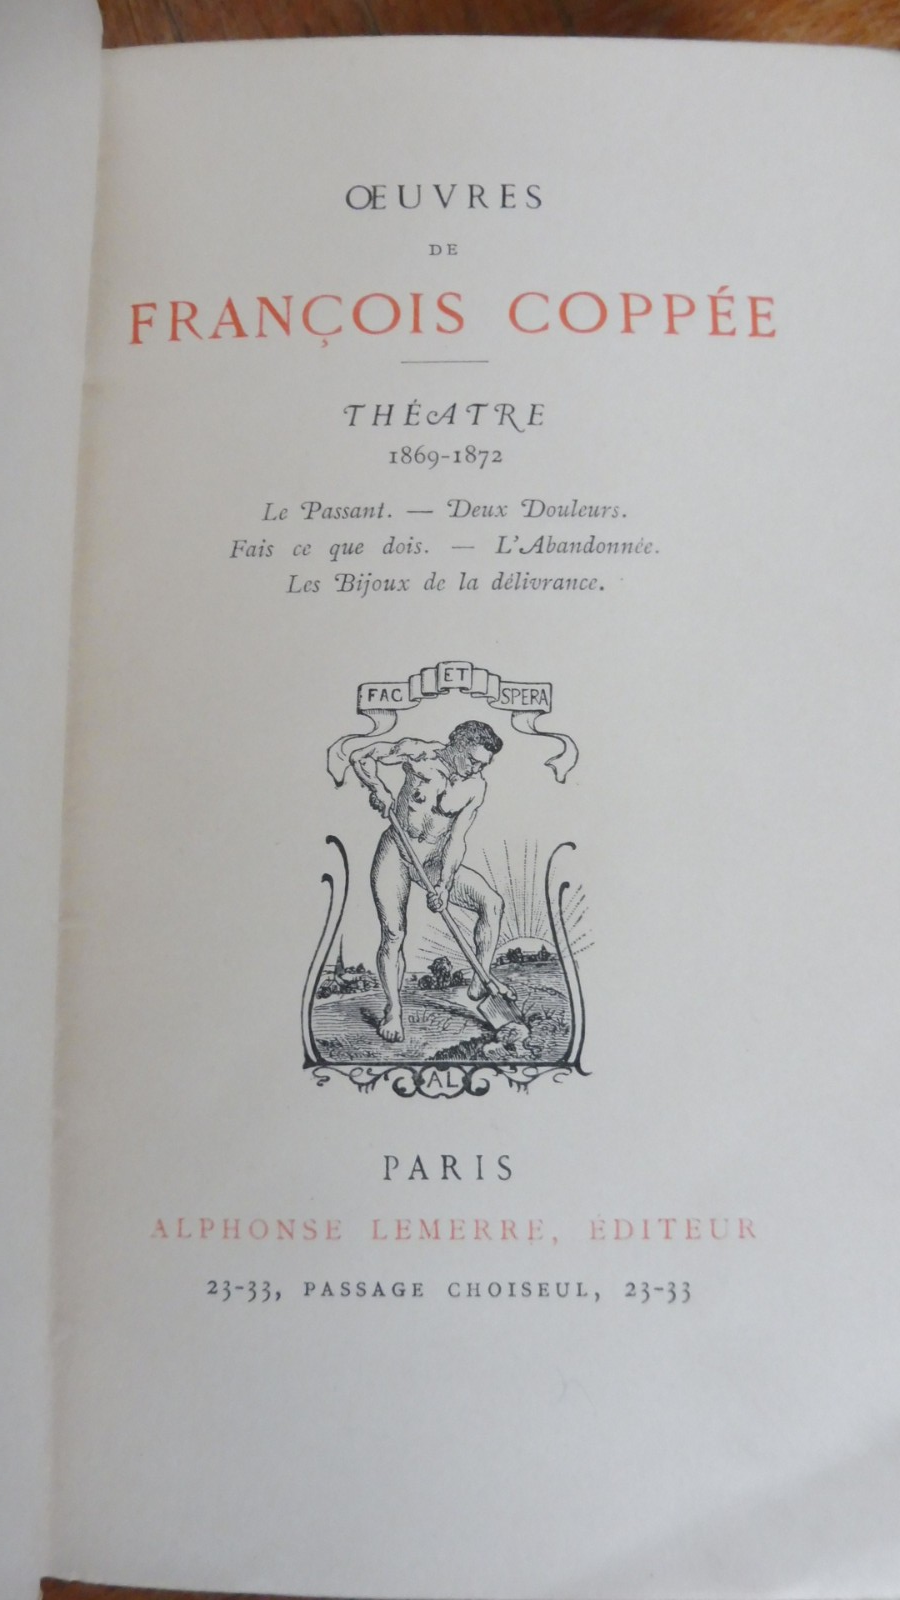 ŒUVRES
DE
FRANÇOIS COPPÉE
THÉATRE
1869-1872
Le Passant. — Deux Douleurs.
Fais ce que dois. — L'Abandonnée.
Les Bijoux de la délivrance.
FAC ET SPERA
AL
PARIS
ALPHONSE LEMERRE, ÉDITEUR
23-33, PASSAGE CHOISEUL, 23-33